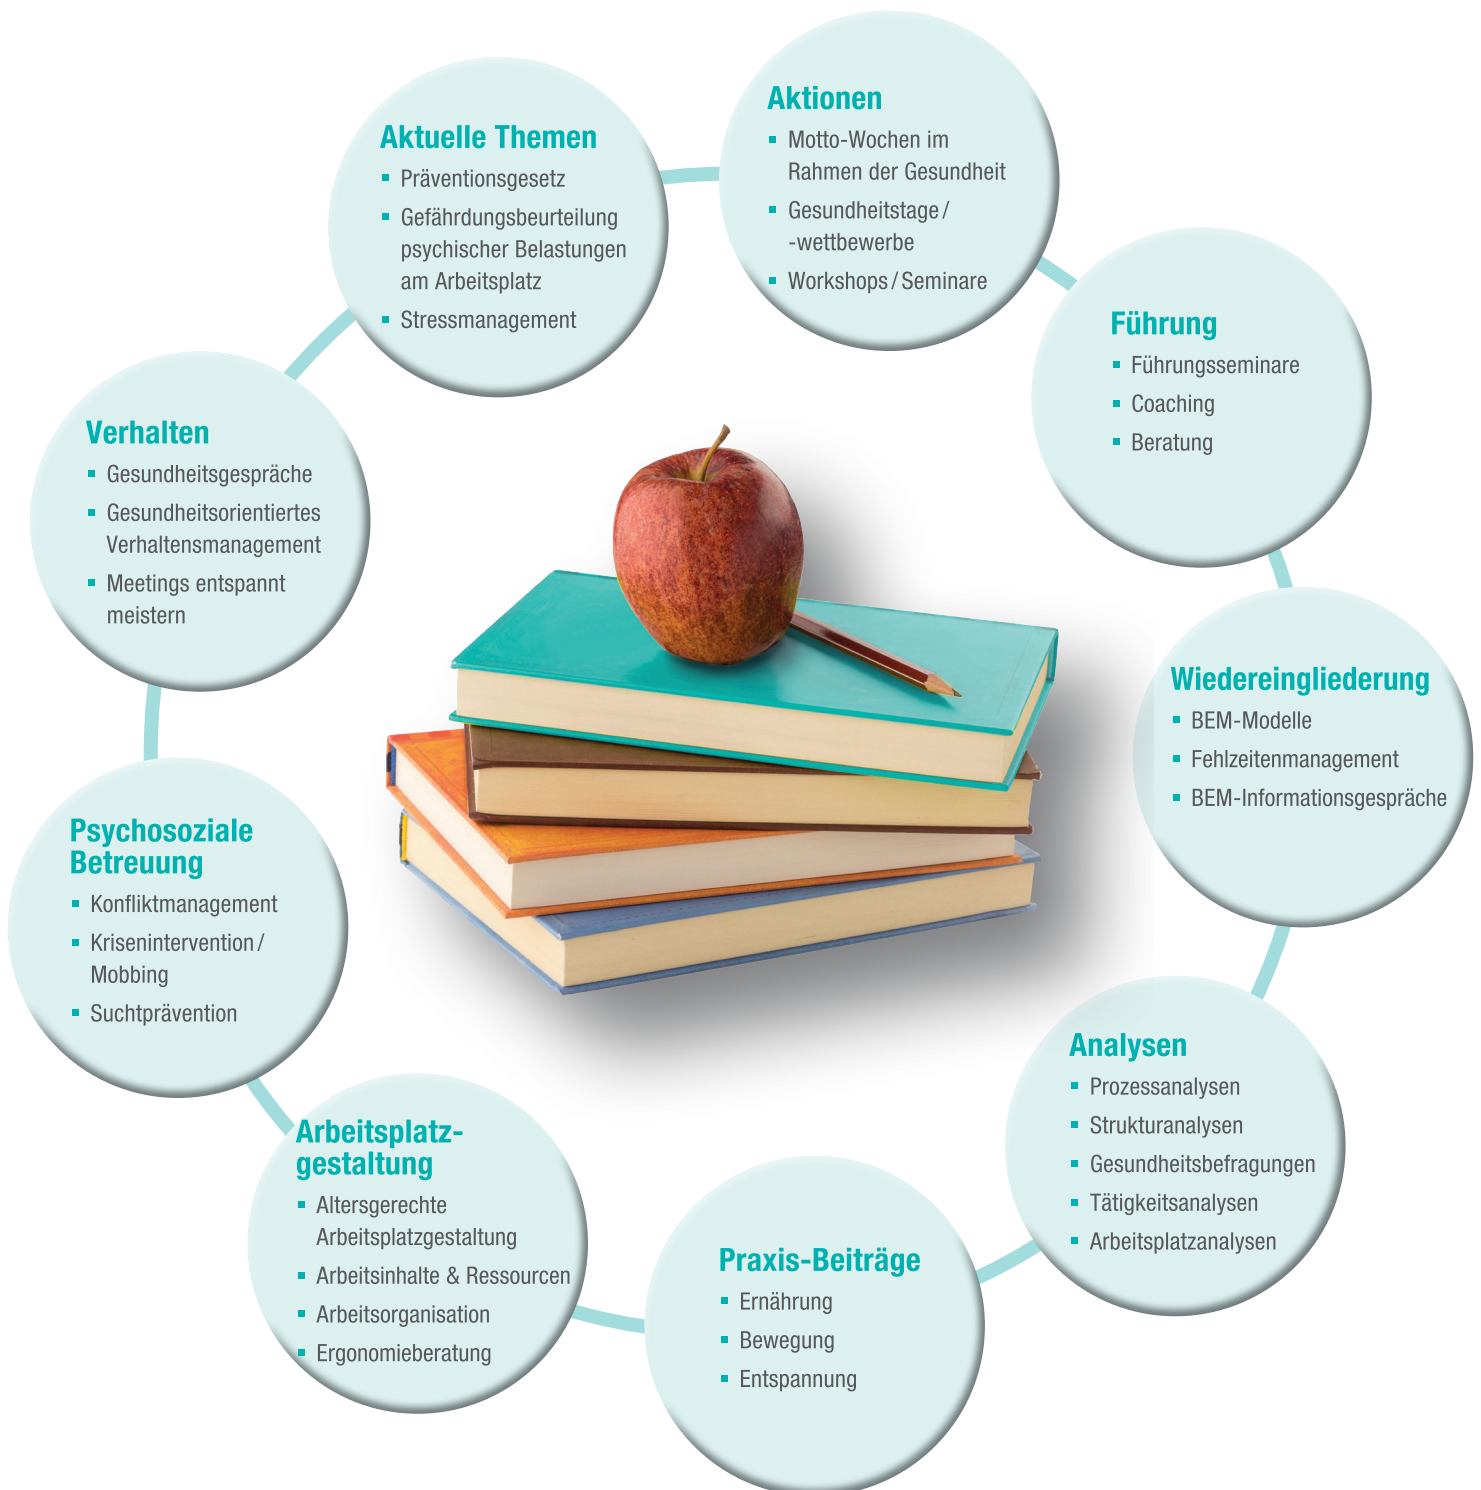 Aktionen
Motto-Wochen im
Rahmen der Gesundheit
Gesundheitstage /
-wettbewerbe
Workshops / Seminare
Führung
Führungsseminare
Coaching
Beratung
Wiedereingliederung
BEM-Modelle
Fehlzeitenmanagement
BEM-Informationsgespräche
Analysen
Prozessanalysen
Strukturanalysen
Gesundheitsbefragungen
Tätigkeitsanalysen
Arbeitsplatzanalysen
Praxis-Beiträge
Ernährung
Bewegung
Entspannung
Arbeitsplatz-
gestaltung
Altersgerechte
Arbeitsplatzgestaltung
Arbeitsinhalte & Ressourcen
Arbeitsorganisation
Ergonomieberatung
Psychosoziale
Betreuung
Konfliktmanagement
Krisenintervention /
Mobbing
Suchtprävention
Verhalten
Gesundheitsgespräche
Gesundheitsorientiertes
Verhaltensmanagement
Meetings entspannt
meistern
Aktuelle Themen
Präventionsgesetz
Gefährdungsbeurteilung
psychischer Belastungen
am Arbeitsplatz
Stressmanagement